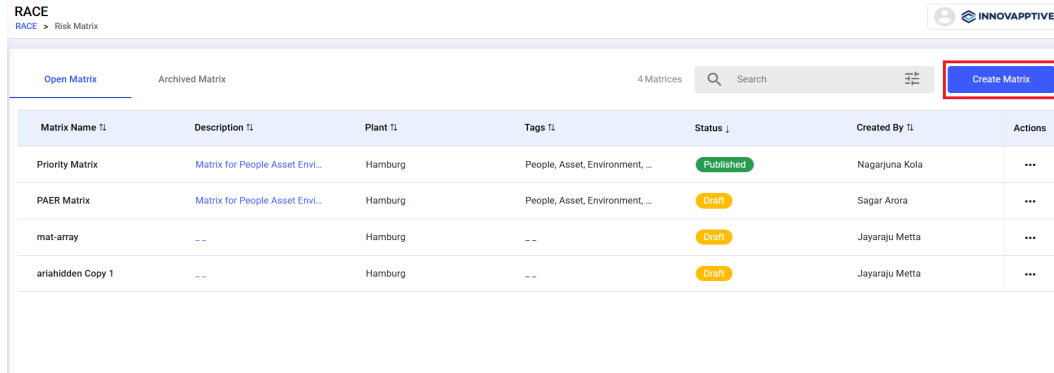 RACE
RACE > Risk Matrix
INNOVAPPTIVE
Open Matrix Archived Matrix 4 Matrices Search Create Matrix
Matrix Name ↑↓ Description ↑↓ Plant ↑↓ Tags ↑↓ Status ↓ Created By ↑↓ Actions
Priority Matrix Matrix for People Asset Envi... Hamburg People, Asset, Environment, ... Published Nagarjuna Kola ...
PAER Matrix Matrix for People Asset Envi... Hamburg People, Asset, Environment, ... Draft Sagar Arora ...
mat-array _ _ Hamburg _ _ Draft Jayaraju Metta ...
ariahidden Copy 1 _ _ Hamburg _ _ Draft Jayaraju Metta ...